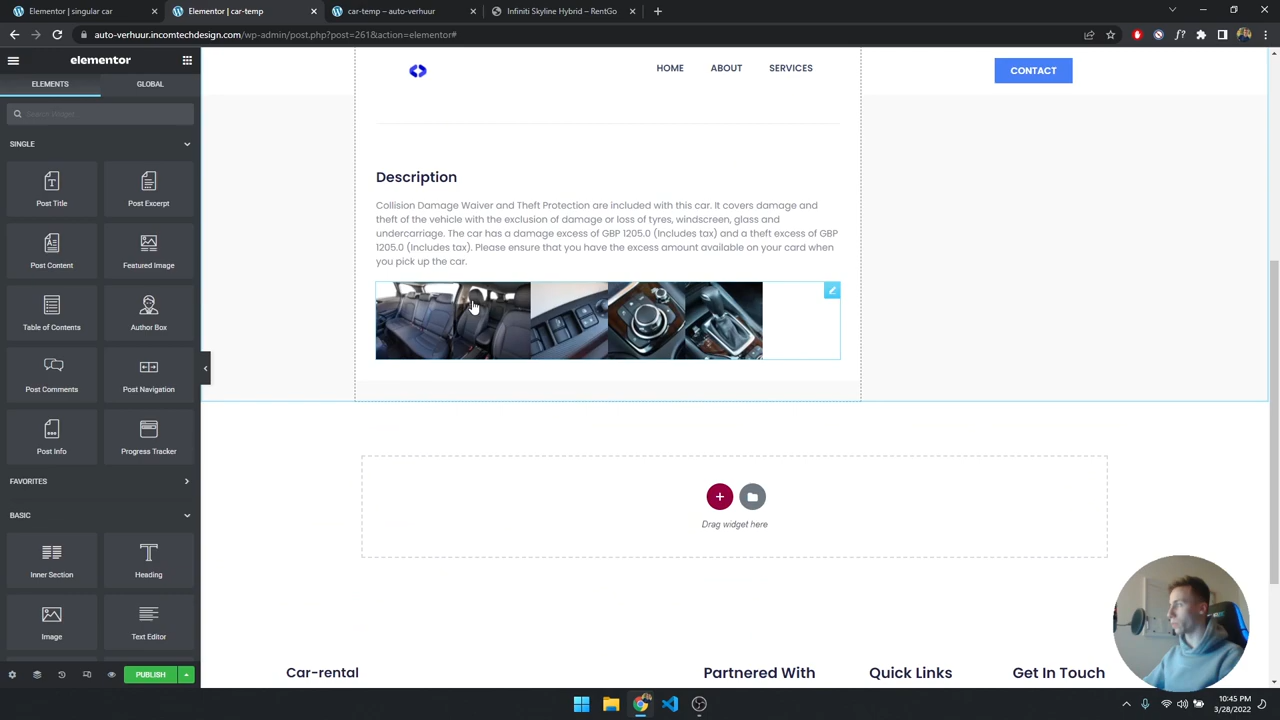 Elementor | car-temp
Elementor | Single
car-temp – auto
Infinity Skyline Hybrid – Rentou
auto-verhuur.incomtechdesign.com/wp-admin/post.php?post=261&action=elementor#
elementor
ELEMENTS
GLOBAL
Search Widget...
SINGLE
Post Title
Post Excerpt
Post Content
Featured Image
Table of Contents
Author Box
Post Comments
Post Navigation
Post Info
Progress Tracker
FAVORITES
BASIC
Inner Section
Heading
Image
Text Editor
PUBLISH
HOME
ABOUT
SERVICES
CONTACT
Description
Collision Damage Waiver and Theft Protection are included with this car. It covers damage and
theft of the vehicle with the exclusion of damage or loss of tyres, windscreen, glass and
undercarriage. The car has a damage excess of GBP 1205.0 (Includes tax) and a theft excess of GBP
1205.0 (Includes tax). Please ensure that you have the excess amount available on your card when
you pick up the car.
Drag widget here
Car-rental
Partnered With
Quick Links
Get In Touch
10:45 PM
3/28/2022